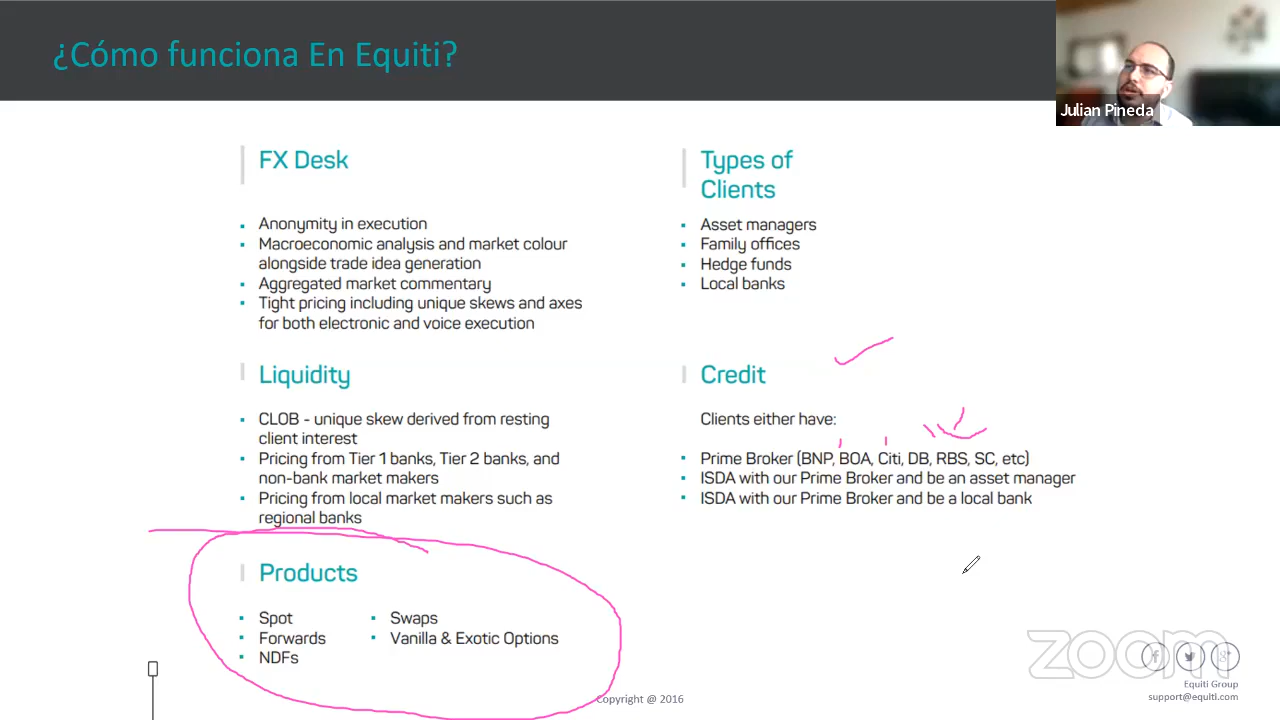 ¿Cómo funciona En Equiti?
Julian Pineda
FX Desk
Anonymity in execution
Macroeconomic analysis and market colour
alongside trade idea generation
Aggregated market commentary
Tight pricing including unique skews and axes
for both electronic and voice execution
Types of
Clients
Asset managers
Family offices
Hedge funds
Local banks
Liquidity
CLOB - unique skew derived from resting
client interest
Pricing from Tier 1 banks, Tier 2 banks, and
non-bank market makers
Pricing from local market makers such as
regional banks
Credit
Clients either have:
Prime Broker (BNP, BOA, Citi, DB, RBS, SC, etc)
ISDA with our Prime Broker and be an asset manager
ISDA with our Prime Broker and be a local bank
Products
Spot
Forwards
NDFs
Swaps
Vanilla & Exotic Options
zoom
Equiti Group
support@equiti.com
Copyright @ 2016